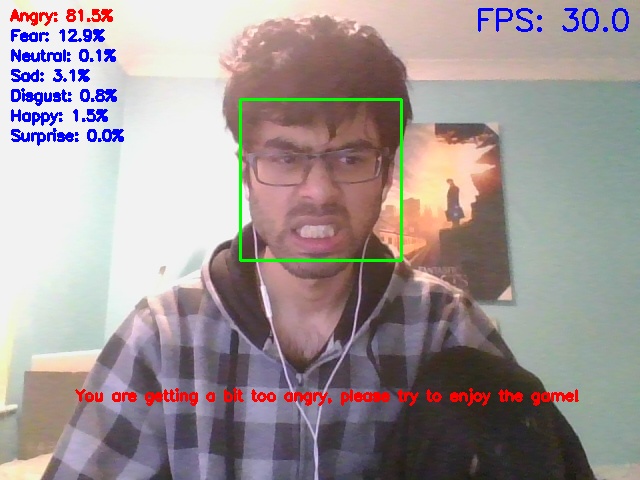 Angry: 81.5%
FPS: 30.0
Fear: 12.9%
Neutral: 0.1%
Sad: 3.1%
Disgust: 0.8%
Happy: 1.5%
Surprise: 0.0%
FANTASTIC
You are getting a bit too angry, please try to enjoy the game!